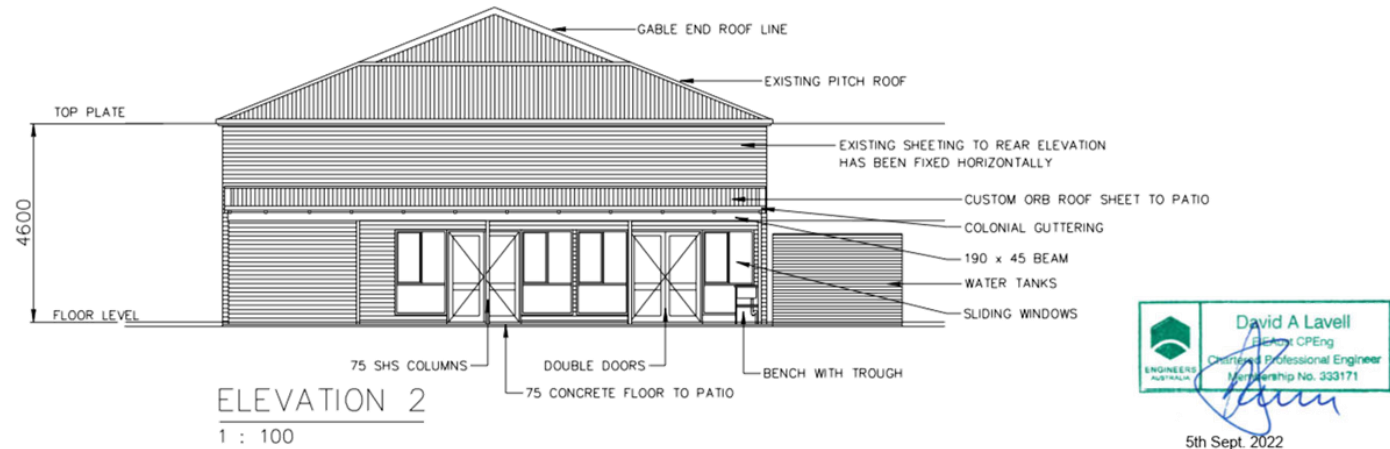 GABLE END ROOF LINE
EXISTING PITCH ROOF
TOP PLATE
EXISTING SHEETING TO REAR ELEVATION
HAS BEEN FIXED HORIZONTALLY
CUSTOM ORB ROOF SHEET TO PATIO
COLONIAL GUTTERING
4600
190 x 45 BEAM
WATER TANKS
SLIDING WINDOWS
FLOOR LEVEL
75 SHS COLUMNS
DOUBLE DOORS
BENCH WITH TROUGH
75 CONCRETE FLOOR TO PATIO
ELEVATION 2
1 : 100
ENGINEERS
AUSTRALIA
David A Lavell
CPEng
Chartered Professional Engineer
Membership No. 333171
5th Sept. 2022